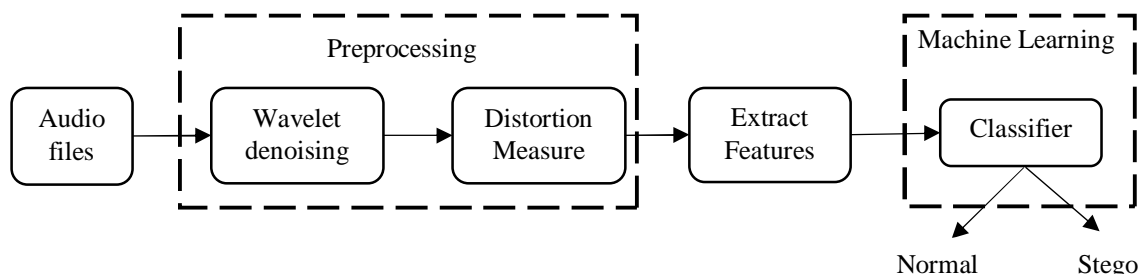 Preprocessing
Machine Learning
Audio
files
Wavelet
denoising
Distortion
Measure
Extract
Features
Classifier
Normal
Stego